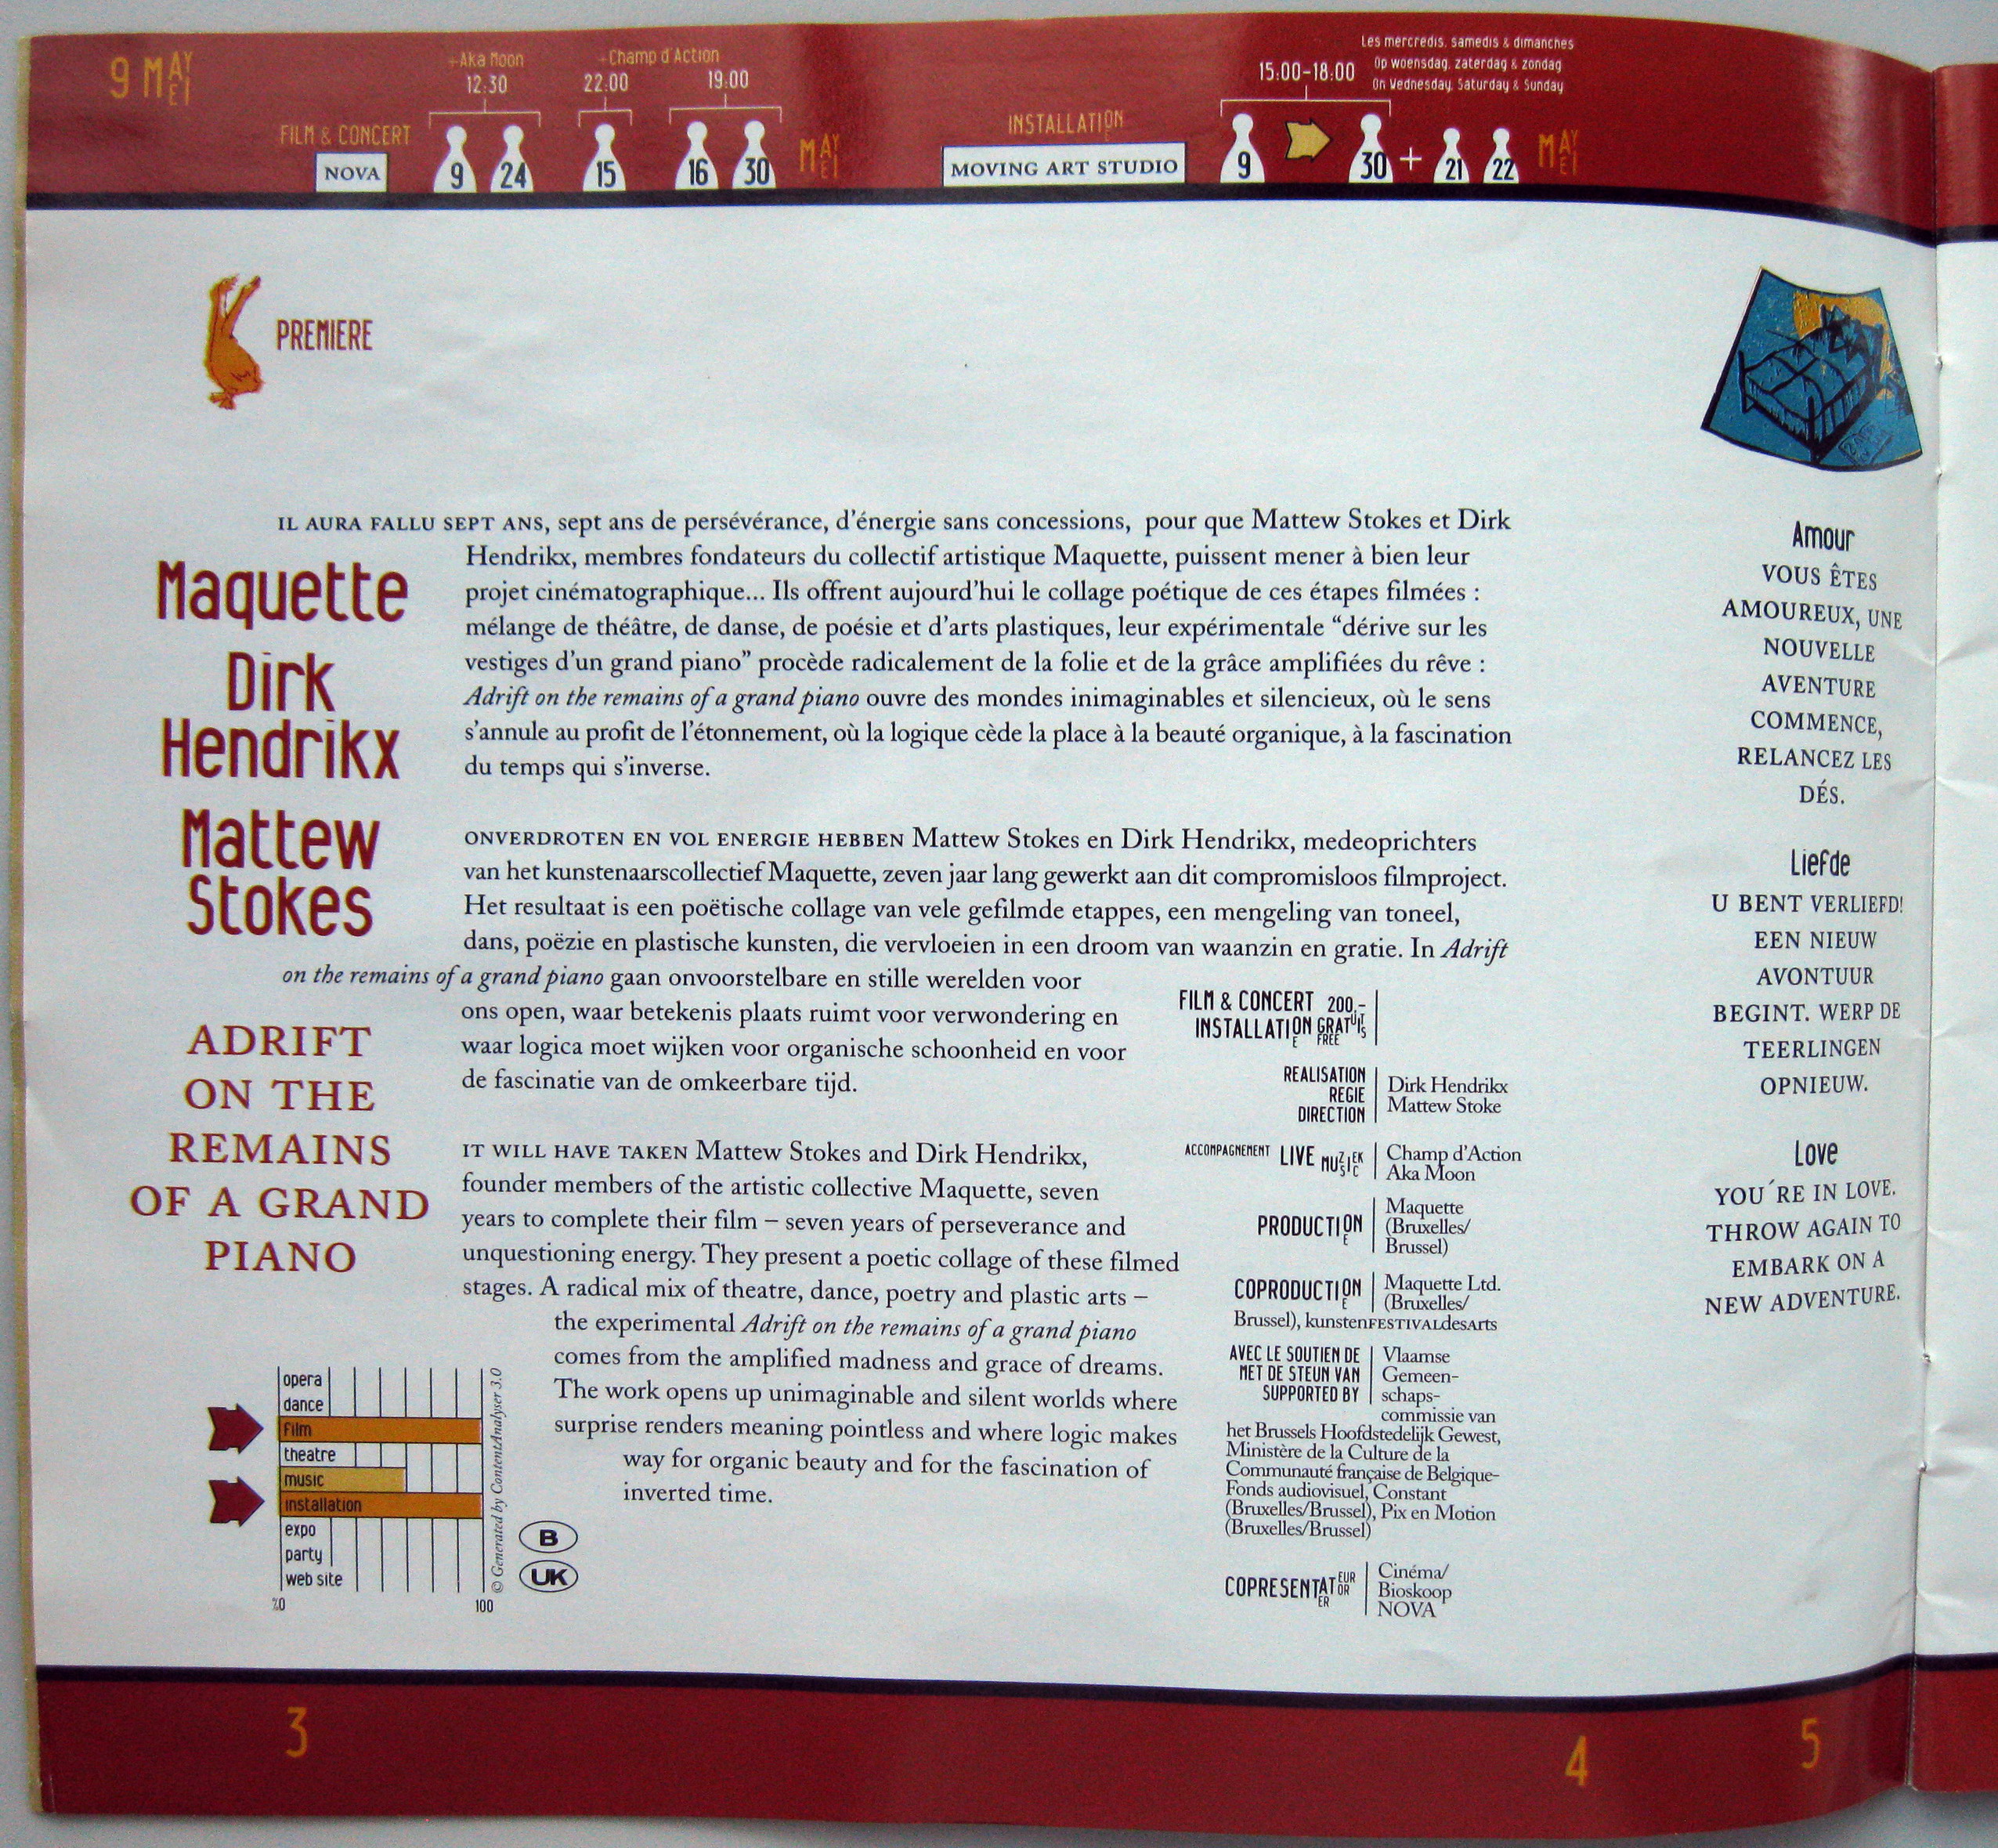 9 MAY MEI
+Aka Moon
12:30
+Champ d'Action
22:00
19:00
FILM & CONCERT
NOVA
9
24
15
16
30
MAY MEI
INSTALLATION
MOVING ART STUDIO
15:00-18:00
Les mercredis, samedis & dimanches
Op woensdag, zaterdag & zondag
On Wednesday, Saturday & Sunday
9
30
+
21
22
MAY MEI
PREMIERE
IL AURA FALLU SEPT ANS, sept ans de persévérance, d'énergie sans concessions, pour que Mattew Stokes et Dirk
Hendrikx, membres fondateurs du collectif artistique Maquette, puissent mener à bien leur
projet cinématographique... Ils offrent aujourd'hui le collage poétique de ces étapes filmées :
mélange de théâtre, de danse, de poésie et d'arts plastiques, leur expérimentale “dérive sur les
vestiges d'un grand piano” procède radicalement de la folie et de la grâce amplifiées du rêve :
Adrift on the remains of a grand piano ouvre des mondes inimaginables et silencieux, où le sens
s'annule au profit de l'étonnement, où la logique cède la place à la beauté organique, à la fascination
du temps qui s'inverse.
Maquette
Dirk
Hendrikx
Mattew
Stokes
ONVERDROTEN EN VOL ENERGIE HEBBEN Mattew Stokes en Dirk Hendrikx, medeoprichters
van het kunstenaarscollectief Maquette, zeven jaar lang gewerkt aan dit compromisloos filmproject.
Het resultaat is een poëtische collage van vele gefilmde etappes, een mengeling van toneel,
dans, poëzie en plastische kunsten, die vervloeien in een droom van waanzin en gratie. In Adrift
on the remains of a grand piano gaan onvoorstelbare en stille werelden voor
ons open, waar betekenis plaats ruimt voor verwondering en
waar logica moet wijken voor organische schoonheid en voor
de fascinatie van de omkeerbare tijd.
ADRIFT
ON THE
REMAINS
OF A GRAND
PIANO
IT WILL HAVE TAKEN Mattew Stokes and Dirk Hendrikx,
founder members of the artistic collective Maquette, seven
years to complete their film – seven years of perseverance and
unquestioning energy. They present a poetic collage of these filmed
stages. A radical mix of theatre, dance, poetry and plastic arts –
the experimental Adrift on the remains of a grand piano
comes from the amplified madness and grace of dreams.
The work opens up unimaginable and silent worlds where
surprise renders meaning pointless and where logic makes
way for organic beauty and for the fascination of
inverted time.
opera
dance
film
theatre
music
installation
expo
party
web site
%0
100
© Generated by ContentAnalyser 3.0
B
UK
FILM & CONCERT 200,-
INSTALLATION GRATUIT GRATIS FREE
REALISATION
REGIE
DIRECTION
Dirk Hendrikx
Mattew Stoke
ACCOMPAGNEMENT LIVE MUZIEK MUSIC
Champ d'Action
Aka Moon
PRODUCTION
Maquette
(Bruxelles/
Brussel)
COPRODUCTION
Maquette Ltd.
(Bruxelles/
Brussel), kunstenFESTIVALdesArts
AVEC LE SOUTIEN DE
MET DE STEUN VAN
SUPPORTED BY
Vlaamse
Gemeen-
schaps-
commissie van
het Brussels Hoofdstedelijk Gewest,
Ministère de la Culture de la
Communauté française de Belgique-
Fonds audiovisuel, Constant
(Bruxelles/Brussel), Pix en Motion
(Bruxelles/Brussel)
COPRESENTATEUR OR ER
Cinéma/
Bioskoop
NOVA
Amour
VOUS ÊTES
AMOUREUX, UNE
NOUVELLE
AVENTURE
COMMENCE,
RELANCEZ LES
DÉS.
Liefde
U BENT VERLIEFD!
EEN NIEUW
AVONTUUR
BEGINT. WERP DE
TEERLINGEN
OPNIEUW.
Love
YOU´RE IN LOVE.
THROW AGAIN TO
EMBARK ON A
NEW ADVENTURE.
3
4
5